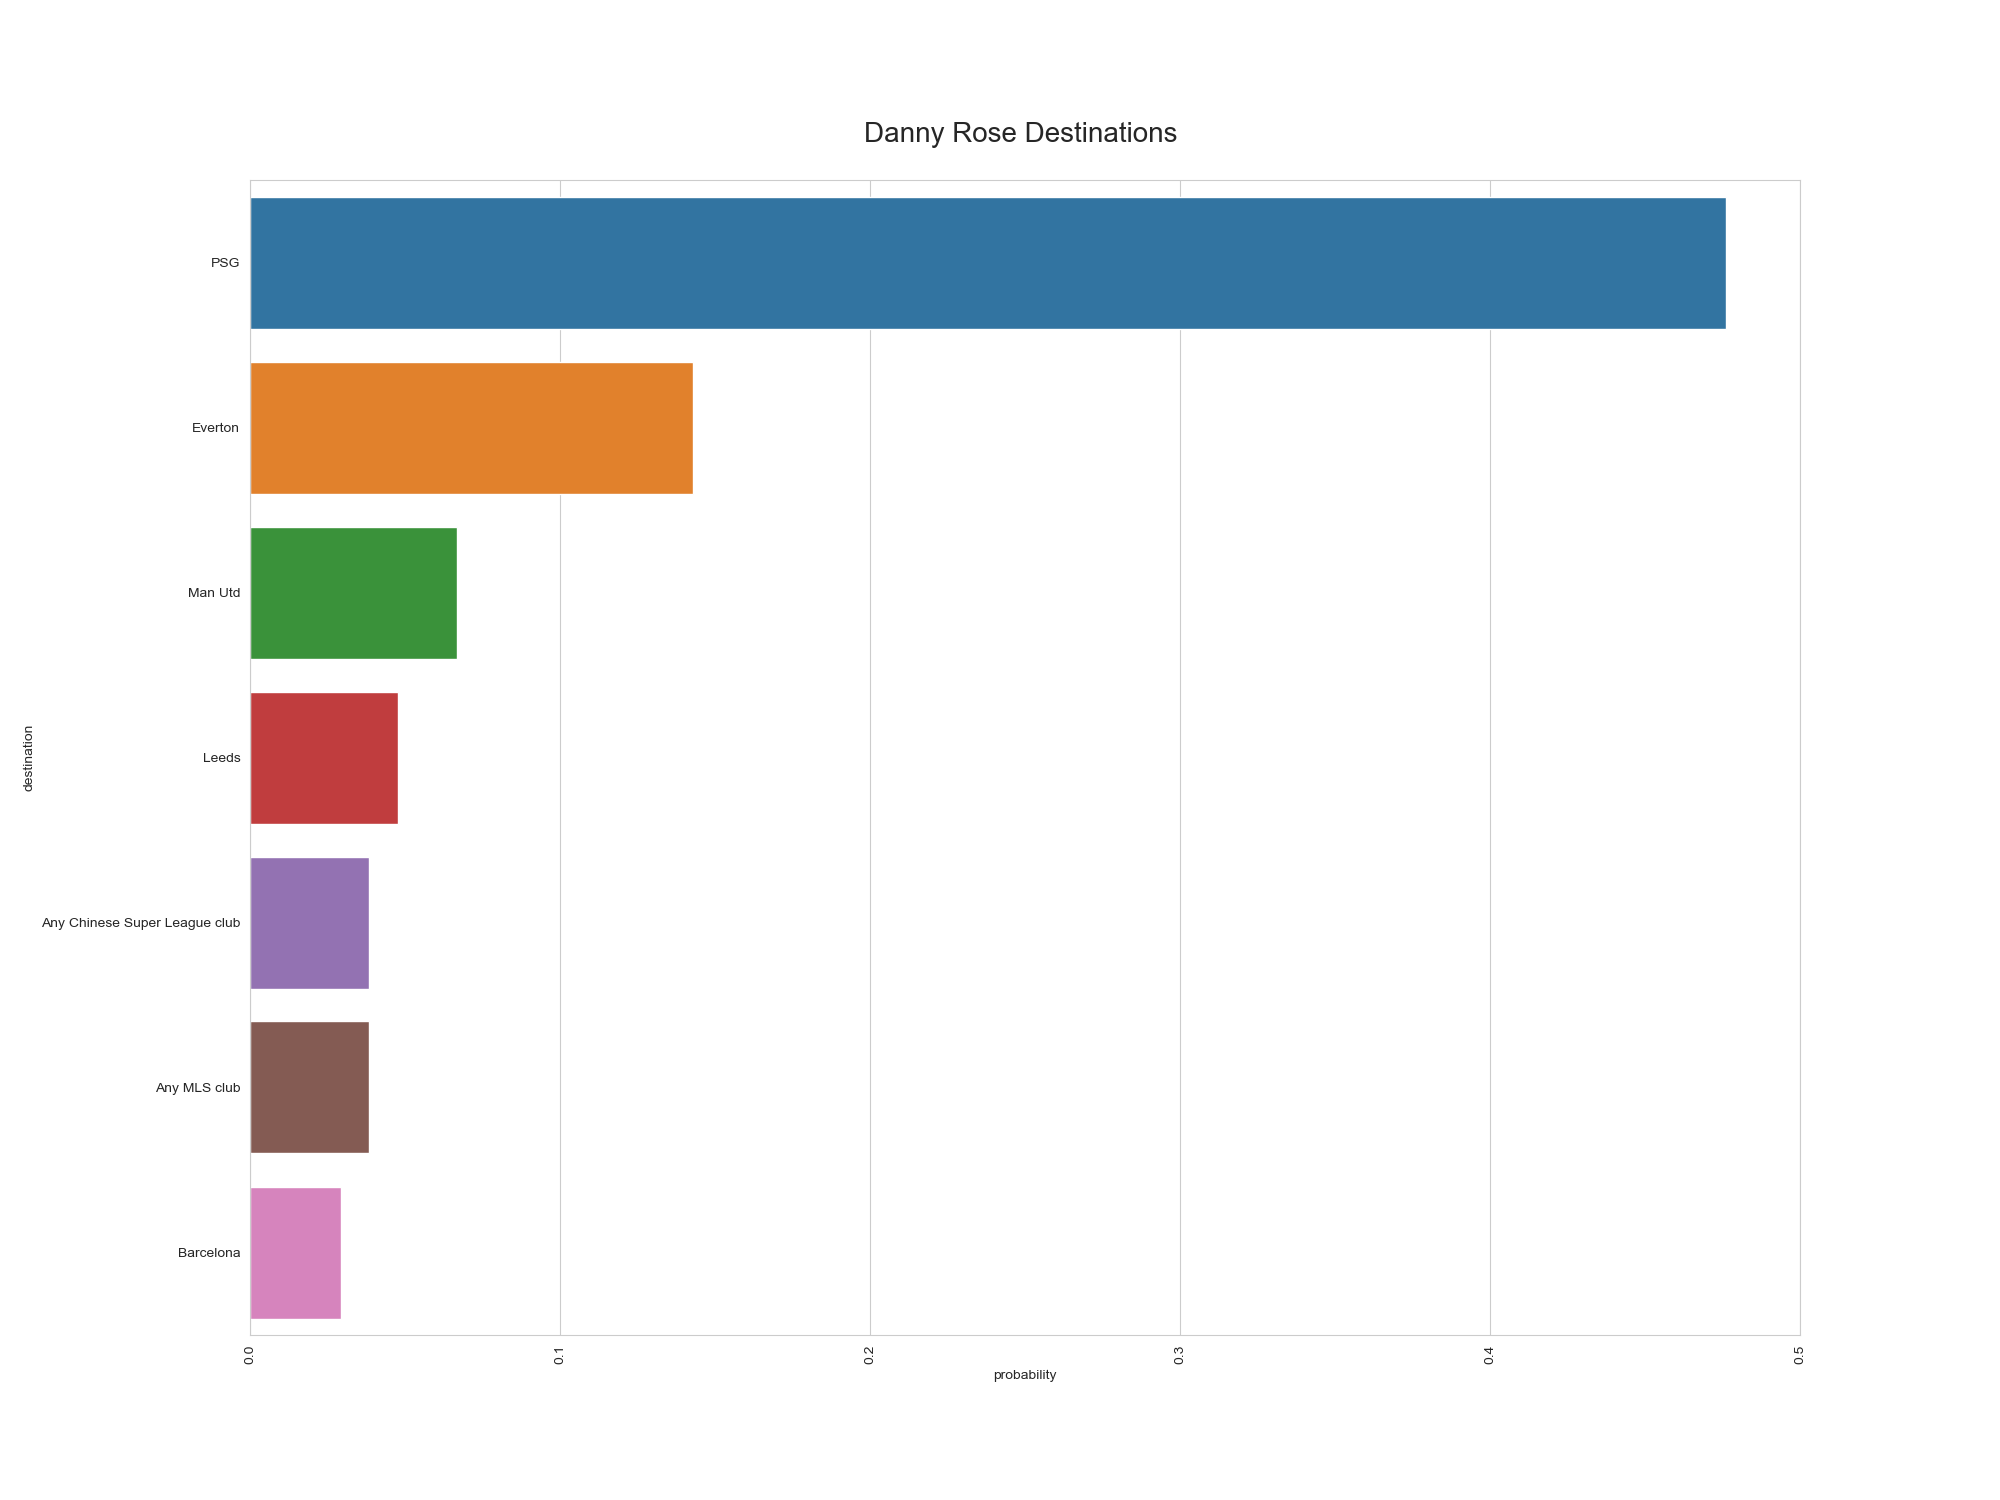 Danny Rose Destinations
PSG
Everton
Man Utd
Leeds
Any Chinese Super League club
Any MLS club
Barcelona
destination
0.0
0.1
0.2
0.3
0.4
0.5
probability